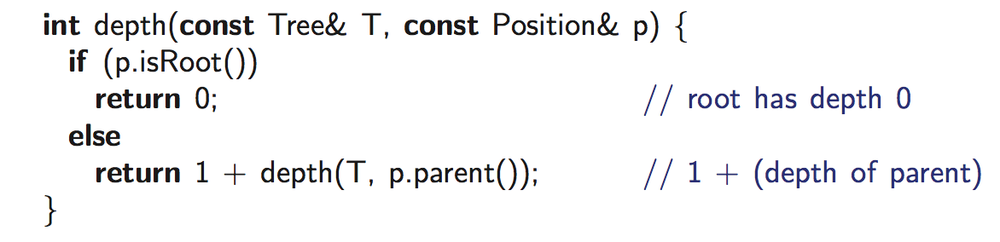 int depth(const Tree& T, const Position& p) {
if (p.isRoot())
return 0; // root has depth 0
else
return 1 + depth(T, p.parent()); // 1 + (depth of parent)
}